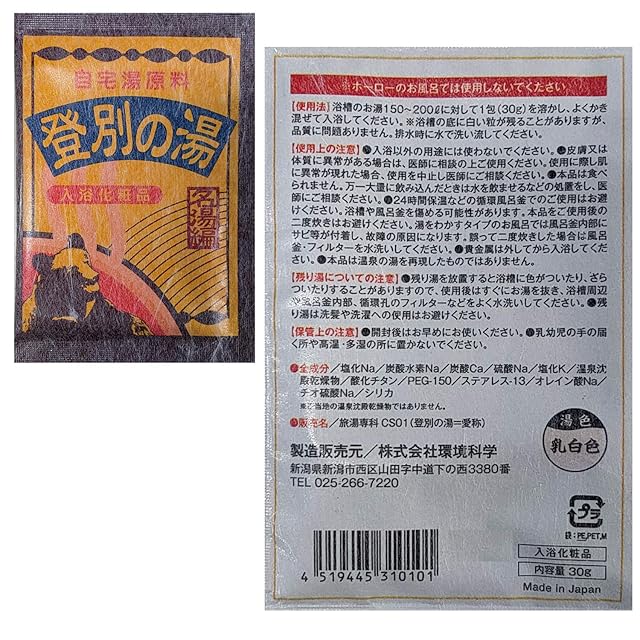 自宅湯原料
登別の湯
入浴化粧品
名湯編
※ホーローのお風呂では使用しないでください。
【使用法】浴槽のお湯150~200ℓに対して1包(30g)を溶かし、よくかき
混ぜて入浴してください。※浴槽の底に白い粒が残ることがありますが、
品質に問題ありません。排水時に水で洗い流してください。
【使用上の注意】●入浴以外の用途には使わないでください。●皮膚又は
体質に異常がある場合は、医師に相談の上ご使用ください。使用に際し肌
に異常が現れた場合、使用を中止し医師にご相談ください。●本品は食べ
られません。万一大量に飲み込んだときは水を飲ませるなどの処置をし、医
師にご相談ください。●24時間保温などの循環風呂釜でのご使用はお避
けください。浴槽や風呂釜を傷める可能性があります。本品をご使用後の
二度炊きはお避けください。湯をわかすタイプのお風呂では風呂釜内部に
サビ等が付着し、故障の原因になります。誤って二度炊きした場合は風呂
釜・フィルターを水洗いしてください。●貴金属は外してから入浴してくださ
い。●本品は温泉の湯を再現したものではありません。
【残り湯についての注意】●残り湯を放置すると浴槽に色がついたり、ざら
ついたりすることがありますので、使用後はすぐにお湯を抜き、浴槽周辺
や風呂釜内部、循環孔のフィルターなどをよく水洗いしてください。●残
り湯は洗髪や洗濯への使用はお避けください。
【保管上の注意】●開封後はお早めにお使いください。●乳幼児の手の届
く所や高温・多湿の所に置かないでください。
●全成分/塩化Na/炭酸水素Na/炭酸Ca/硫酸Na/塩化K/温泉沈
殿乾燥物/酸化チタン/PEG-150/ステアレス-13/オレイン酸Na/
チオ硫酸Na/シリカ
※ご当地の温泉沈殿乾燥物ではありません。
●販売名/旅湯専科 CS01(登別の湯=愛称)
湯色
乳白色
製造販売元/株式会社環境科学
新潟県新潟市西区山田字中道下の西3380番
TEL 025-266-7220
プラ
袋:PE,PET,M
入浴化粧品
内容量 30g
4 519445 310101
Made in Japan